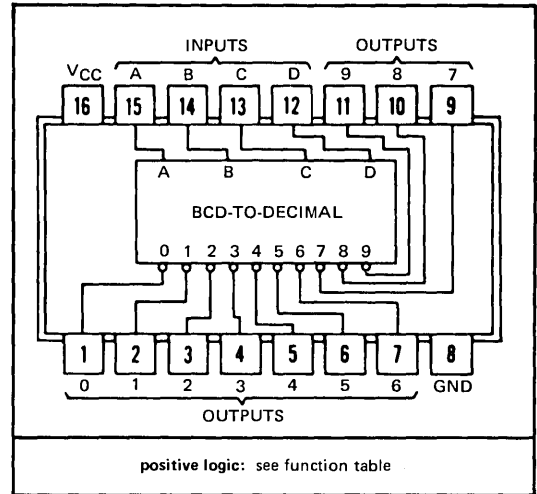 INPUTS OUTPUTS
VCC A B C D 9 8 7
16 15 14 13 12 11 10 9
A B C D
BCD-TO-DECIMAL
0 1 2 3 4 5 6 7 8 9
1 2 3 4 5 6 7 8
0 1 2 3 4 5 6 GND
OUTPUTS
positive logic: see function table